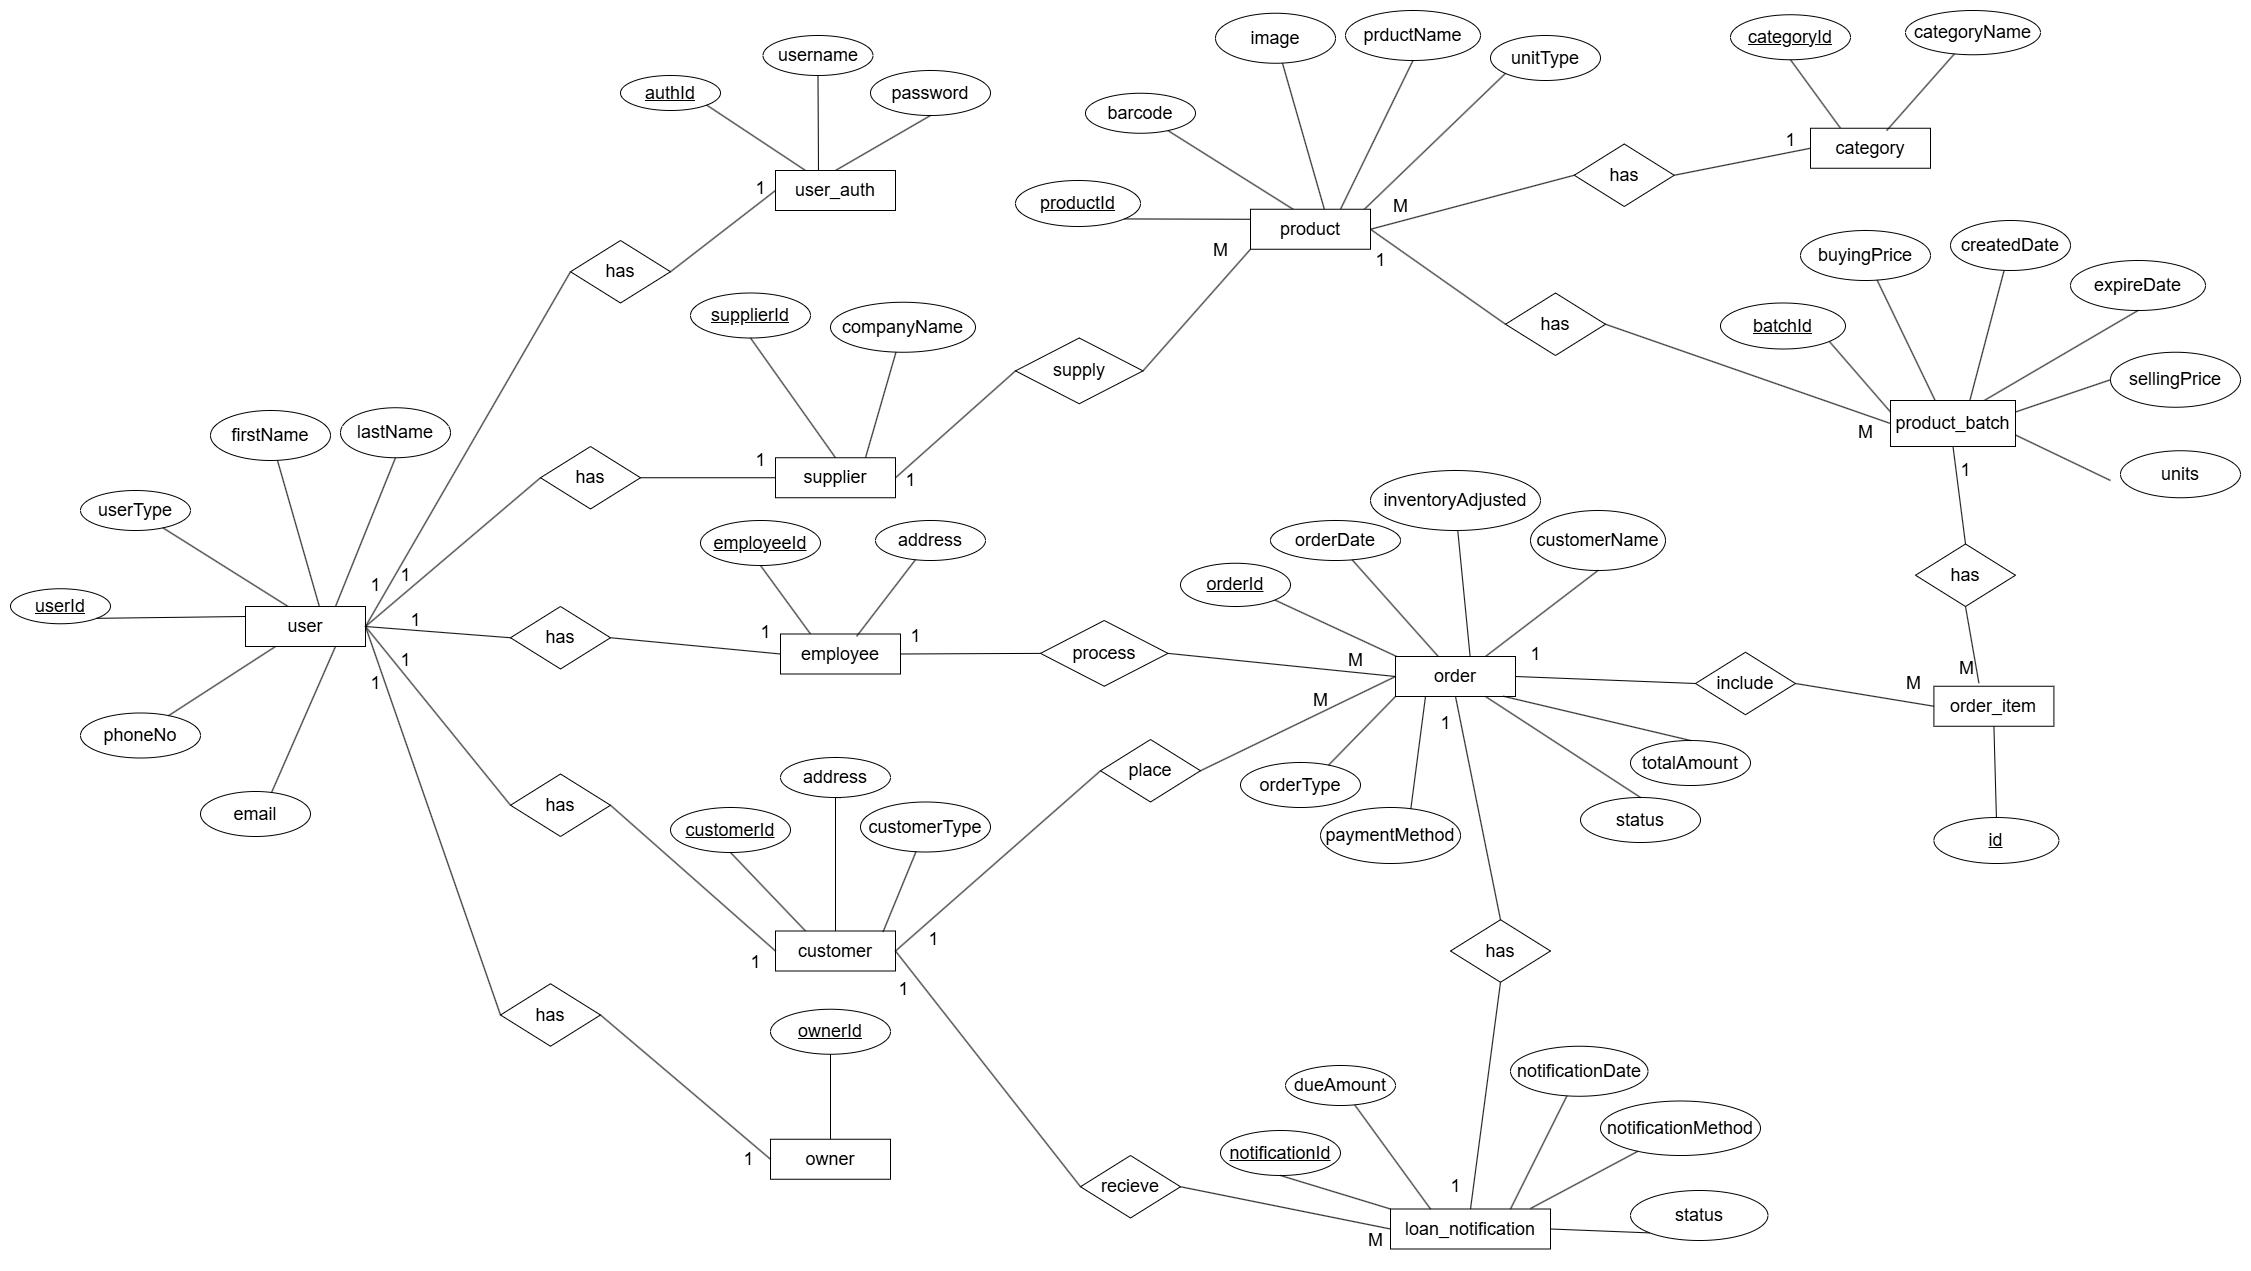 image
prductName
categoryId
categoryName
username
unitType
authId
password
barcode
1
category
has
1
user_auth
M
productId
product
M
1
has
buyingPrice
createdDate
expireDate
supplierId
companyName
batchId
has
supply
sellingPrice
firstName
lastName
product_batch
M
1
has
supplier
1
1
units
userType
inventoryAdjusted
employeeId
address
orderDate
customerName
1
1
has
orderId
userId
user
1
has
1
employee
1
process
M
order
1
include
M
M
order_item
1
1
M
1
phoneNo
place
totalAmount
address
orderType
has
email
customerId
customerType
paymentMethod
status
id
customer
1
1
1
has
has
ownerId
dueAmount
notificationDate
notificationMethod
notificationId
owner
1
recieve
1
status
loan_notification
M